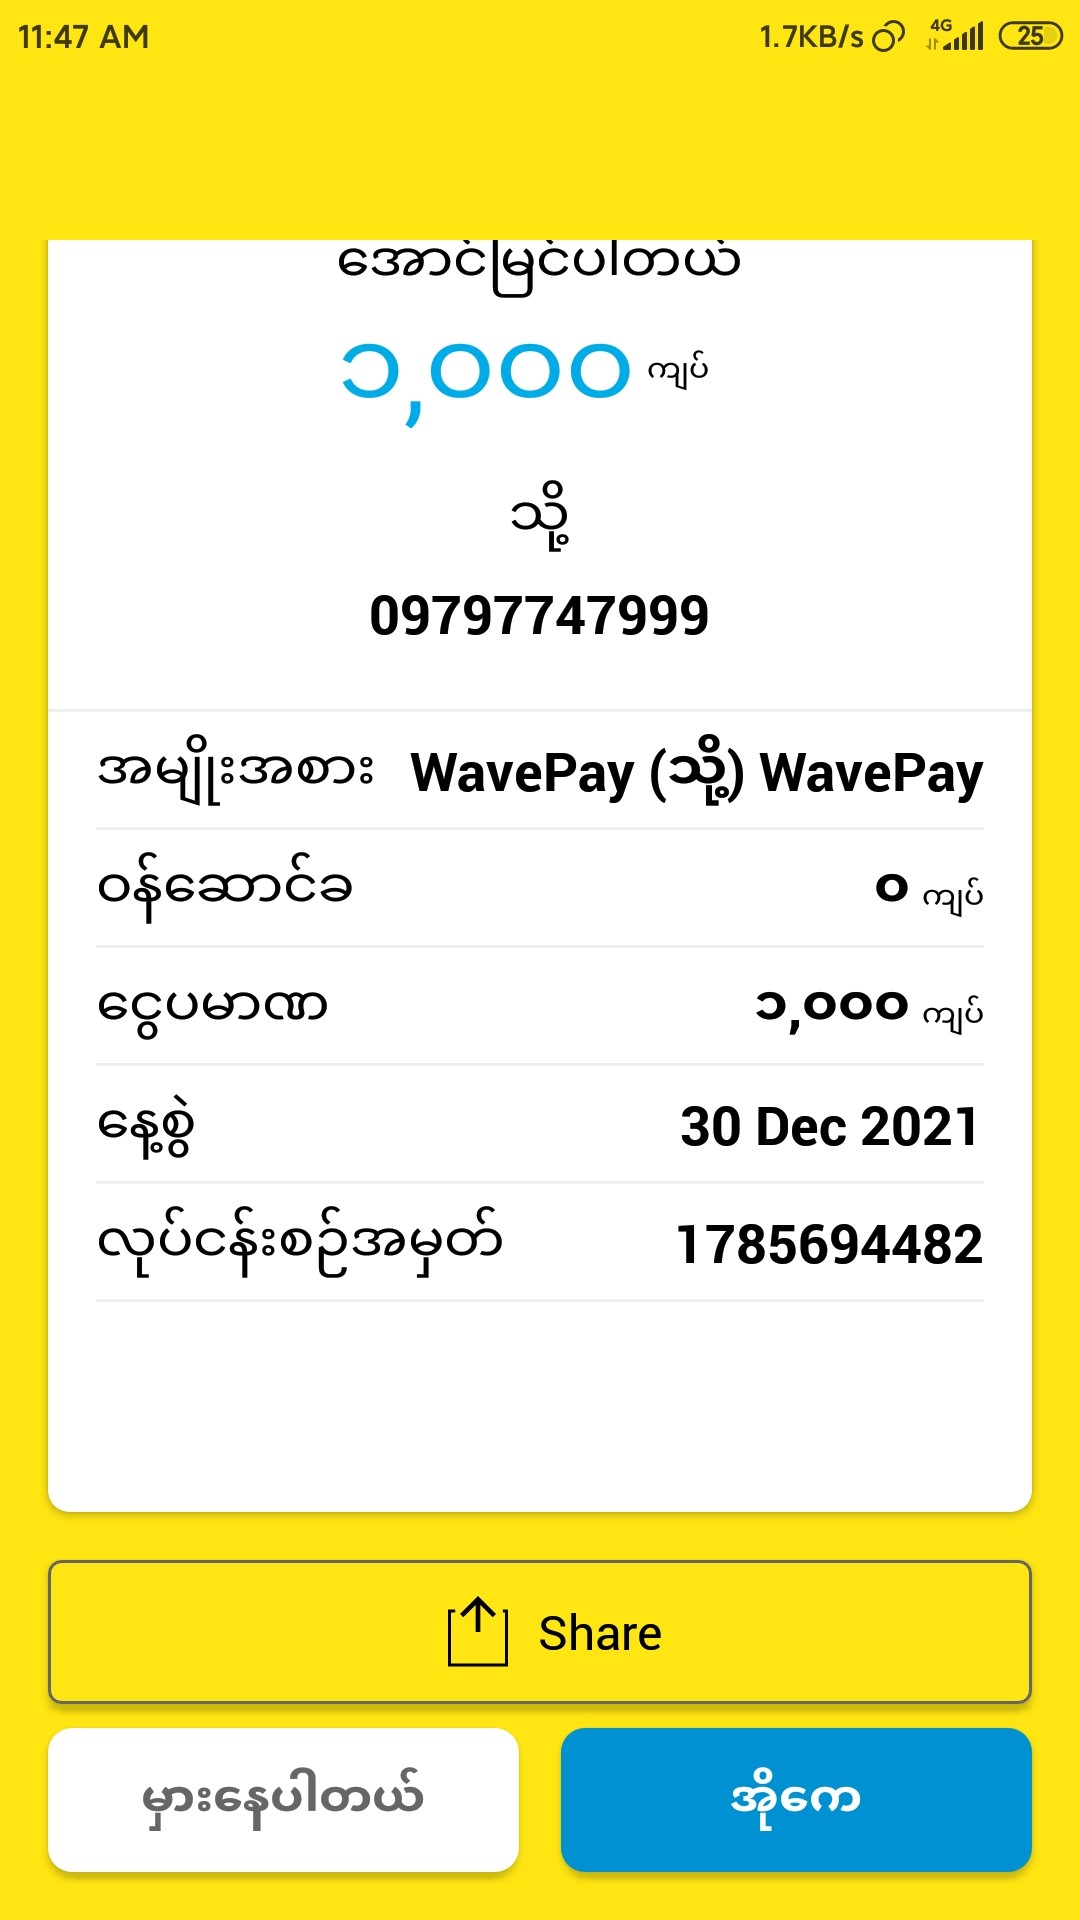 11:47 AM 1.7KB/s 4G 25
အောင်မြင်ပါတယ်
၁,၀၀၀ ကျပ်
သို့
09797747999
အမျိုးအစား WavePay (သို့) WavePay
ဝန်ဆောင်ခ ၀ ကျပ်
ငွေပမာဏ ၁,၀၀၀ ကျပ်
နေ့စွဲ 30 Dec 2021
လုပ်ငန်းစဉ်အမှတ် 1785694482
Share
မှားနေပါတယ် အိုကေ